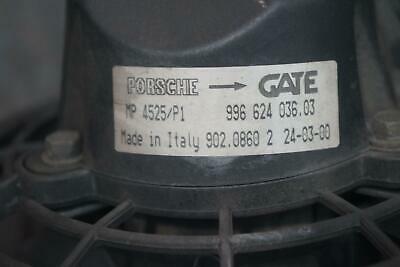 PORSCHE → GATE
MP 4525/P1 996 624 036.03
Made in Italy 902.0860 2 24-03-00